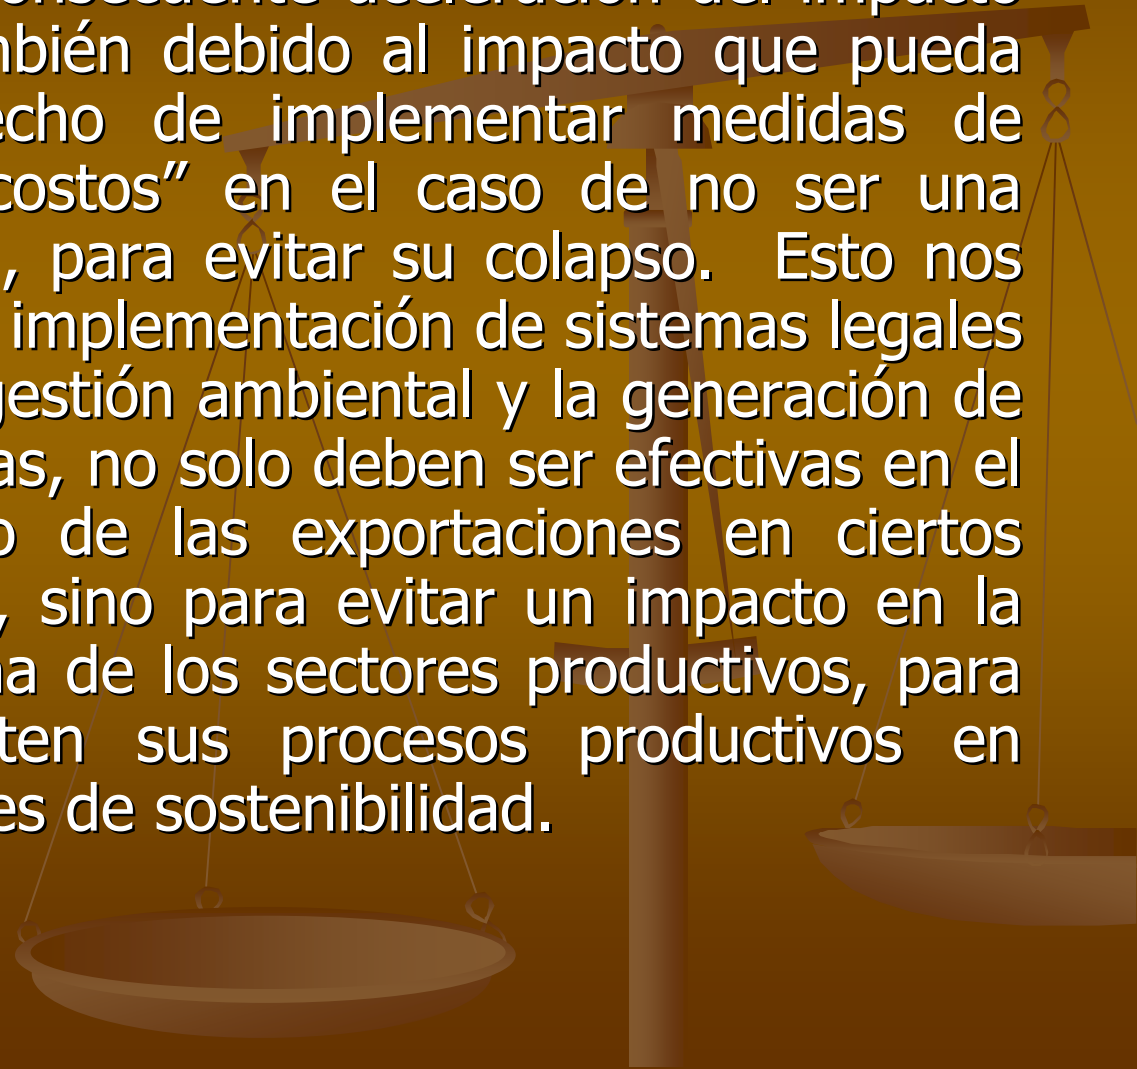 impacto
mbién debido al impacto que pueda
echo de implementar medidas de
costos” en el caso de no ser una
, para evitar su colapso. Esto nos
implementación de sistemas legales
gestión ambiental y la generación de
as, no solo deben ser efectivas en el
o de las exportaciones en ciertos
, sino para evitar un impacto en la
na de los sectores productivos, para
ten sus procesos productivos en
es de sostenibilidad.